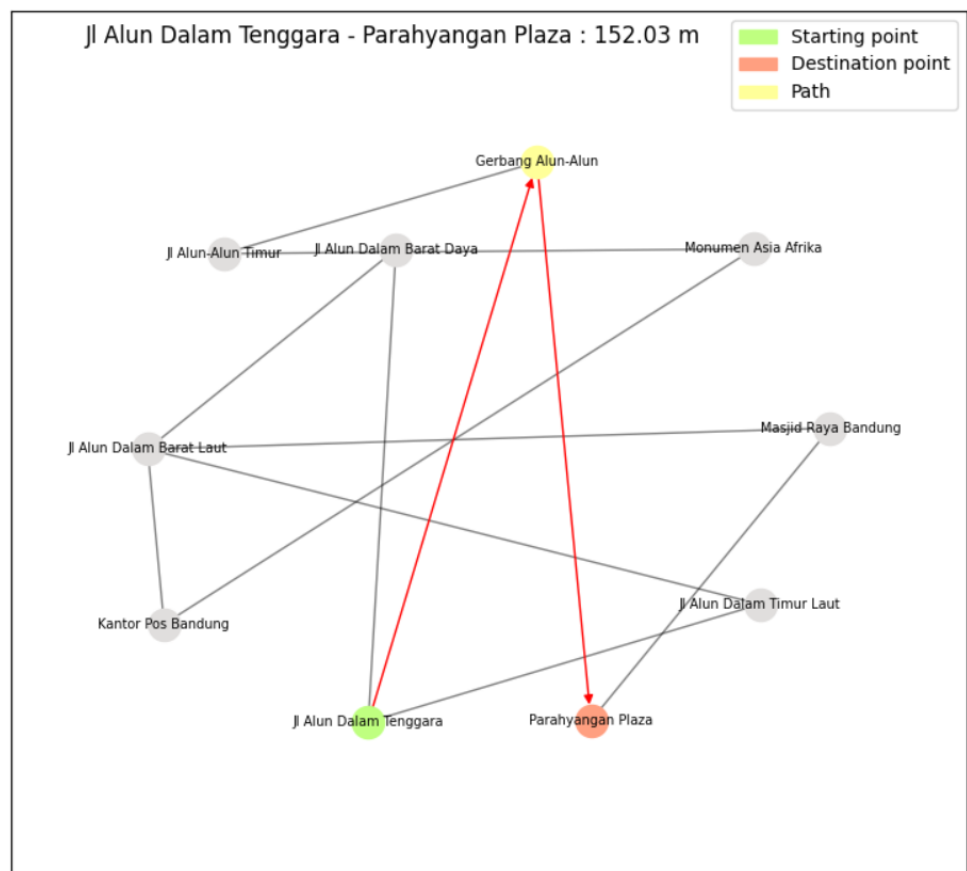 Jl Alun Dalam Tenggara - Parahyangan Plaza : 152.03 m
Starting point
Destination point
Path
Gerbang Alun-Alun
Jl Alun-Alun Timur
Jl Alun Dalam Barat Daya
Monumen Asia Afrika
Jl Alun Dalam Barat Laut
Masjid Raya Bandung
Kantor Pos Bandung
Jl Alun Dalam Timur Laut
Jl Alun Dalam Tenggara
Parahyangan Plaza